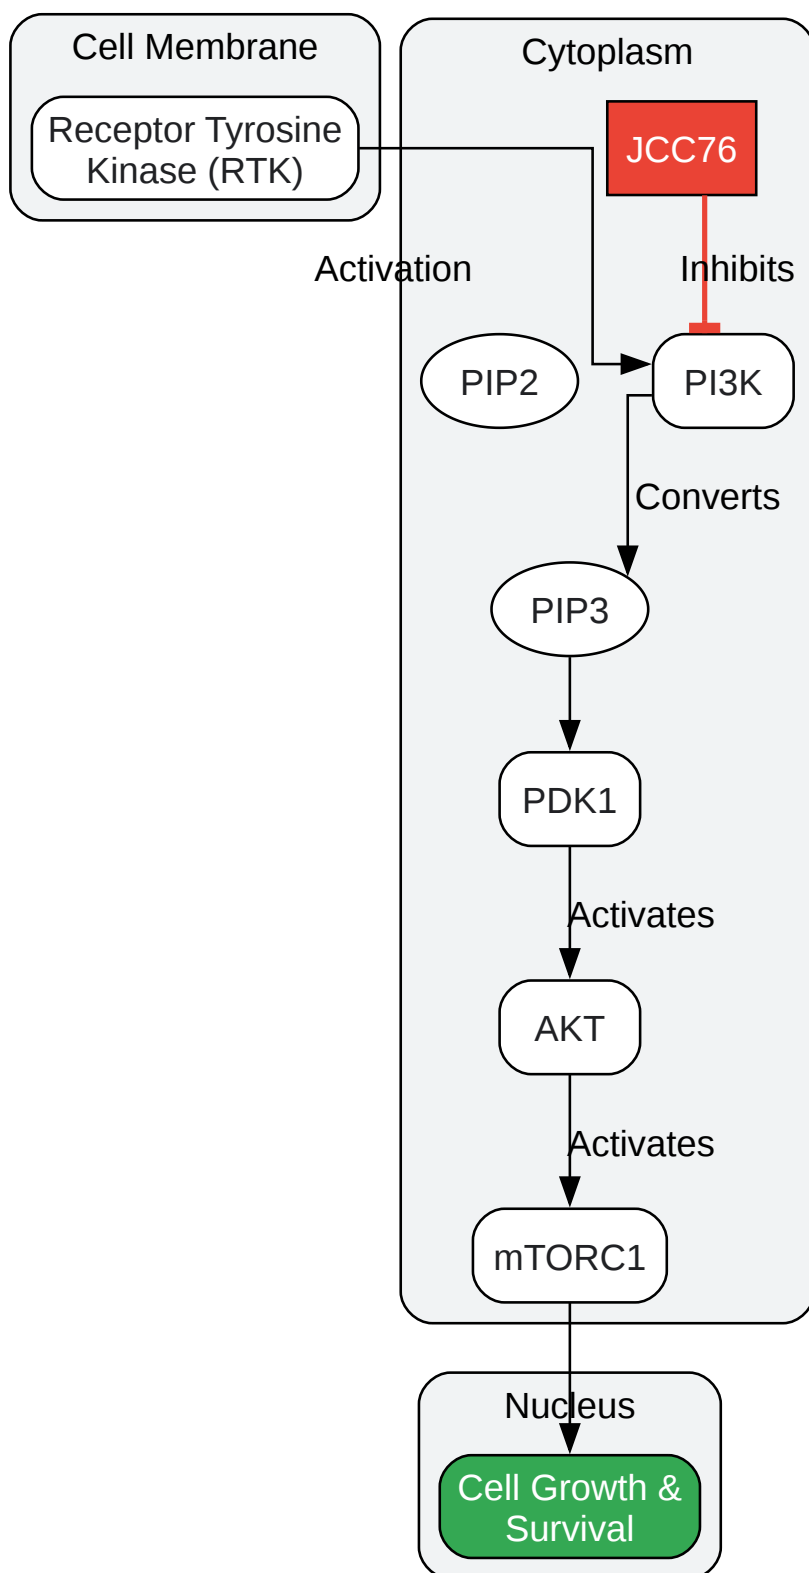 Cell Membrane
Receptor Tyrosine
Kinase (RTK)
Cytoplasm
JCC76
Activation
Inhibits
PIP2
PI3K
Converts
PIP3
PDK1
Activates
AKT
Activates
mTORC1
Nucleus
Cell Growth &
Survival